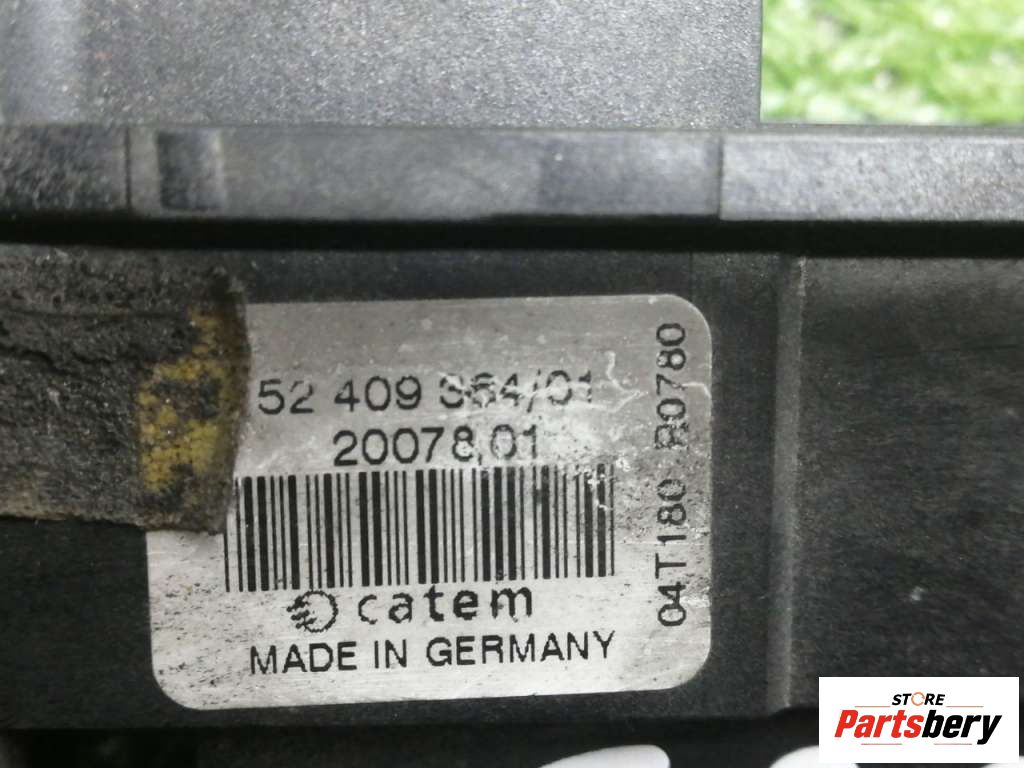 52 409 364/01
20078,01
catem
MADE IN GERMANY
04T180 R0780
STORE
Partsbery